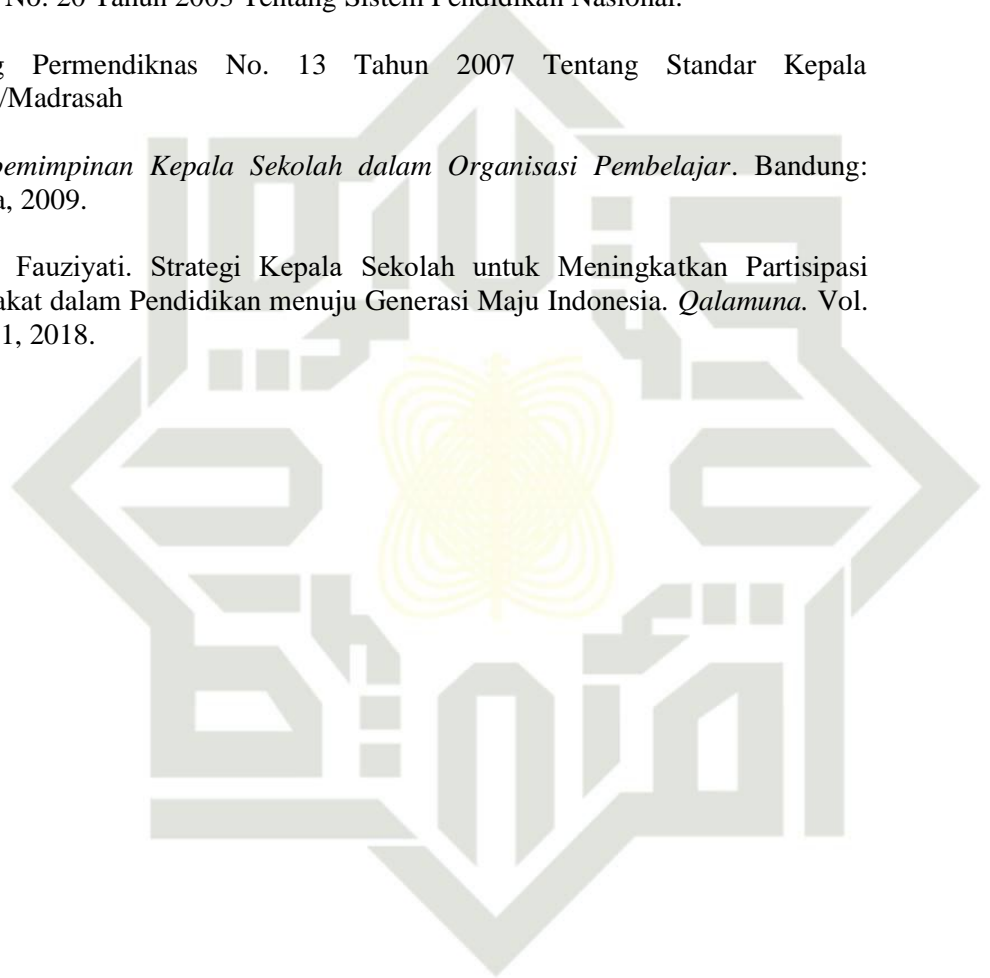 No. 20 Tahun 2003 Tentang Sistem Pendidikan Nasional.
g Permendiknas No. 13 Tahun 2007 Tentang Standar Kepala
/Madrasah
pemimpinan Kepala Sekolah dalam Organisasi Pembelajar. Bandung:
a, 2009.
Fauziyati. Strategi Kepala Sekolah untuk Meningkatkan Partisipasi
akat dalam Pendidikan menuju Generasi Maju Indonesia. Qalamuna. Vol.
1, 2018.